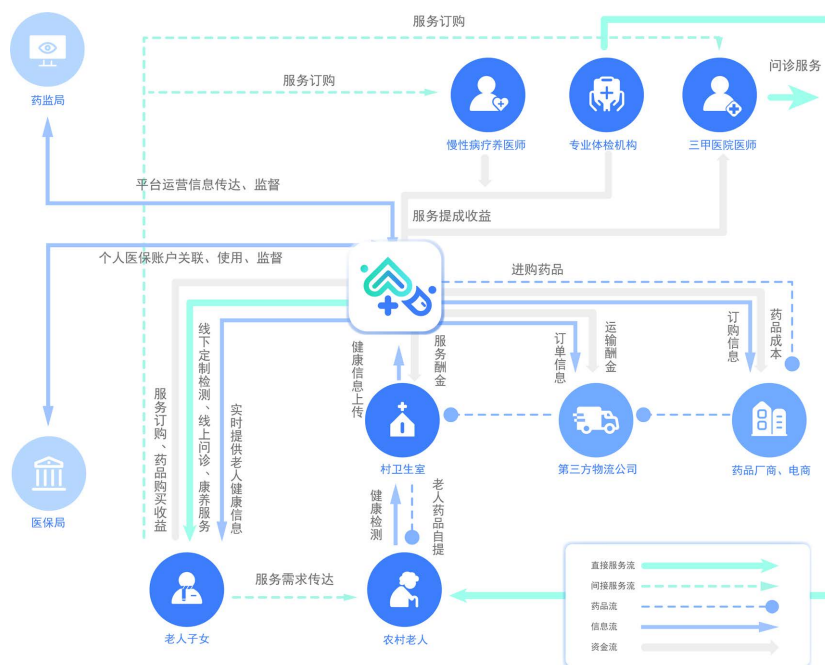 服务订购
问诊服务
服务订购
药监局
慢性病疗养医师
专业体检机构
三甲医院医师
平台运营信息传达、监督
服务提成收益
个人医保账户关联、使用、监督
进购药品
线下定制检测、线上问诊、康养服务
健康信息上传
服务酬金
订单信息
运输酬金
订购信息
药品成本
服务订购、药品购买收益
实时提供老人健康信息
村卫生室
第三方物流公司
药品厂商、电商
医保局
健康检测
老人药品自提
服务需求传达
老人子女
农村老人
直接服务流
间接服务流
药品流
信息流
资金流